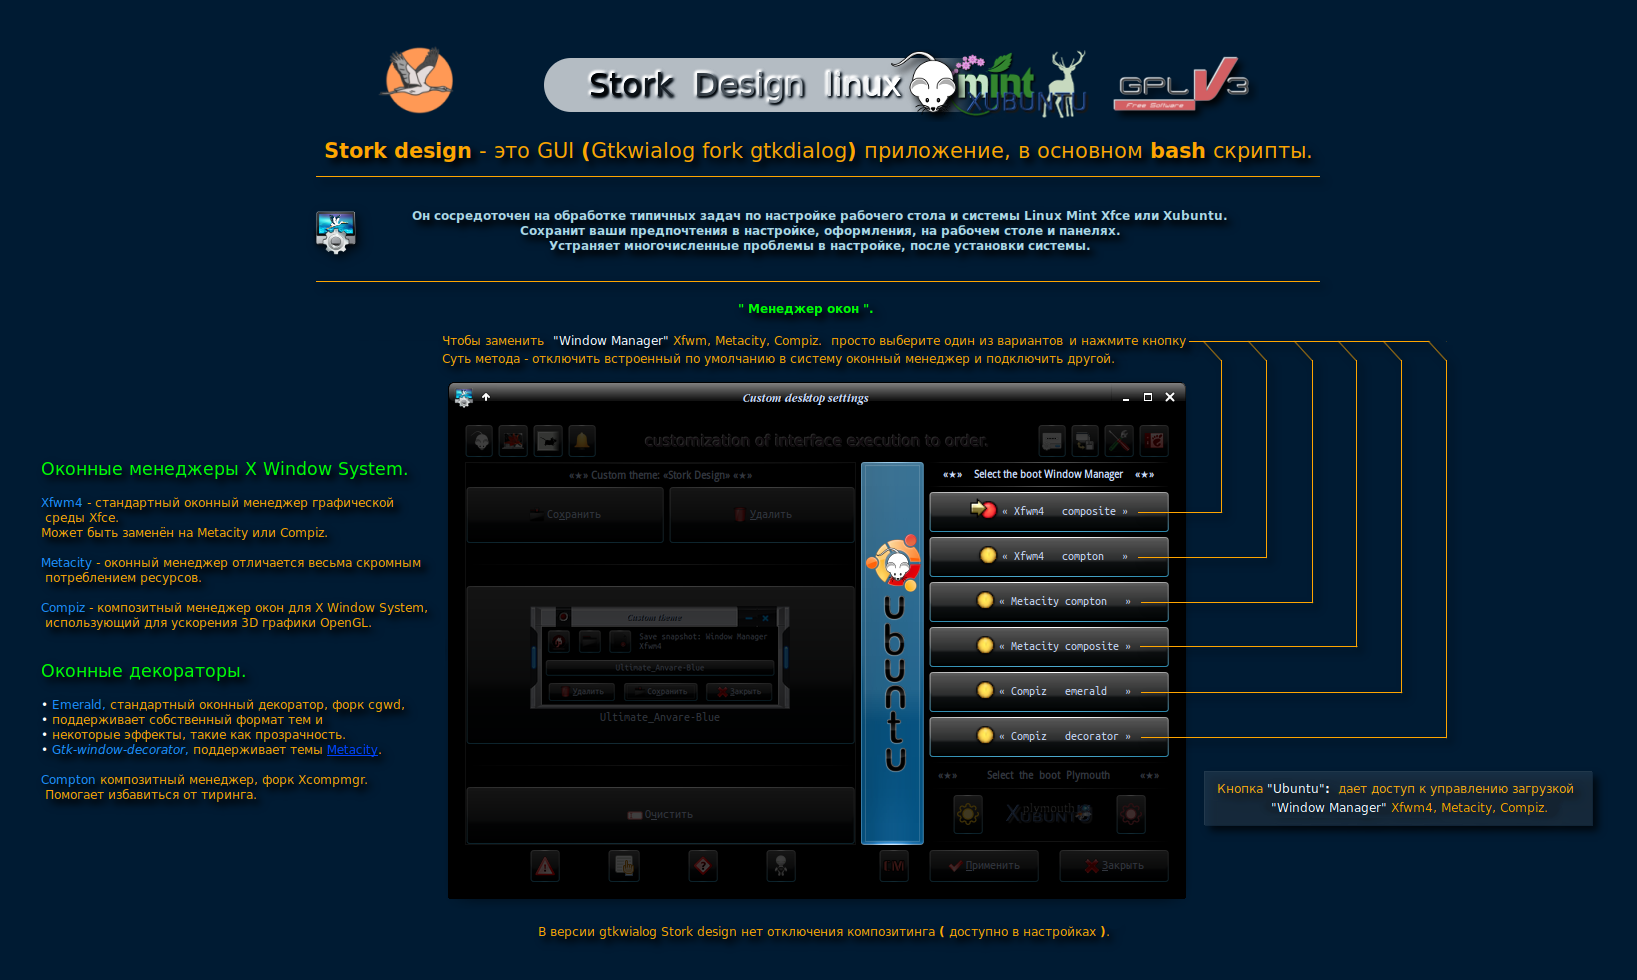 Stork Design linux mint
XUBUNTU
GPLV3
Free Software
Stork design - это GUI (Gtkwialog fork gtkdialog) приложение, в основном bash скрипты.
Он сосредоточен на обработке типичных задач по настройке рабочего стола и системы Linux Mint Xfce или Xubuntu.
Сохранит ваши предпочтения в настройке, оформления, на рабочем столе и панелях.
Устраняет многочисленные проблемы в настройке, после установки системы.
" Менеджер окон ".
Чтобы заменить "Window Manager" Xfwm, Metacity, Compiz. просто выберите один из вариантов и нажмите кнопку
Суть метода - отключить встроенный по умолчанию в систему оконный менеджер и подключить другой.
Оконные менеджеры X Window System.
Xfwm4 - стандартный оконный менеджер графической
среды Xfce.
Может быть заменён на Metacity или Compiz.
Metacity - оконный менеджер отличается весьма скромным
потреблением ресурсов.
Compiz - композитный менеджер окон для X Window System,
использующий для ускорения 3D графики OpenGL.
Оконные декораторы.
• Emerald, стандартный оконный декоратор, форк cgwd,
• поддерживает собственный формат тем и
• некоторые эффекты, такие как прозрачность.
• Gtk-window-decorator, поддерживает темы Metacity.
Compton композитный менеджер, форк Xcompmgr.
Помогает избавиться от тиринга.
Custom desktop settings
customization of interface execution to order.
«★» Custom theme: «Stork Design» «★»
Сохранить
Удалить
Custom theme
Save snapshot: Window Manager
Xfwm4
Ultimate_Anvare-Blue
Удалить
Сохранить
Закрыть
Ultimate_Anvare-Blue
Очистить
ubuntu
«★» Select the boot Window Manager «★»
« Xfwm4 composite »
« Xfwm4 compton »
« Metacity compton »
« Metacity composite »
« Compiz emerald »
« Compiz decorator »
«★» Select the boot Plymouth «★»
plymouth
XUBUNTU
Применить
Закрыть
Кнопка "Ubuntu": дает доступ к управлению загрузкой
"Window Manager" Xfwm4, Metacity, Compiz.
В версии gtkwialog Stork design нет отключения композитинга ( доступно в настройках ).